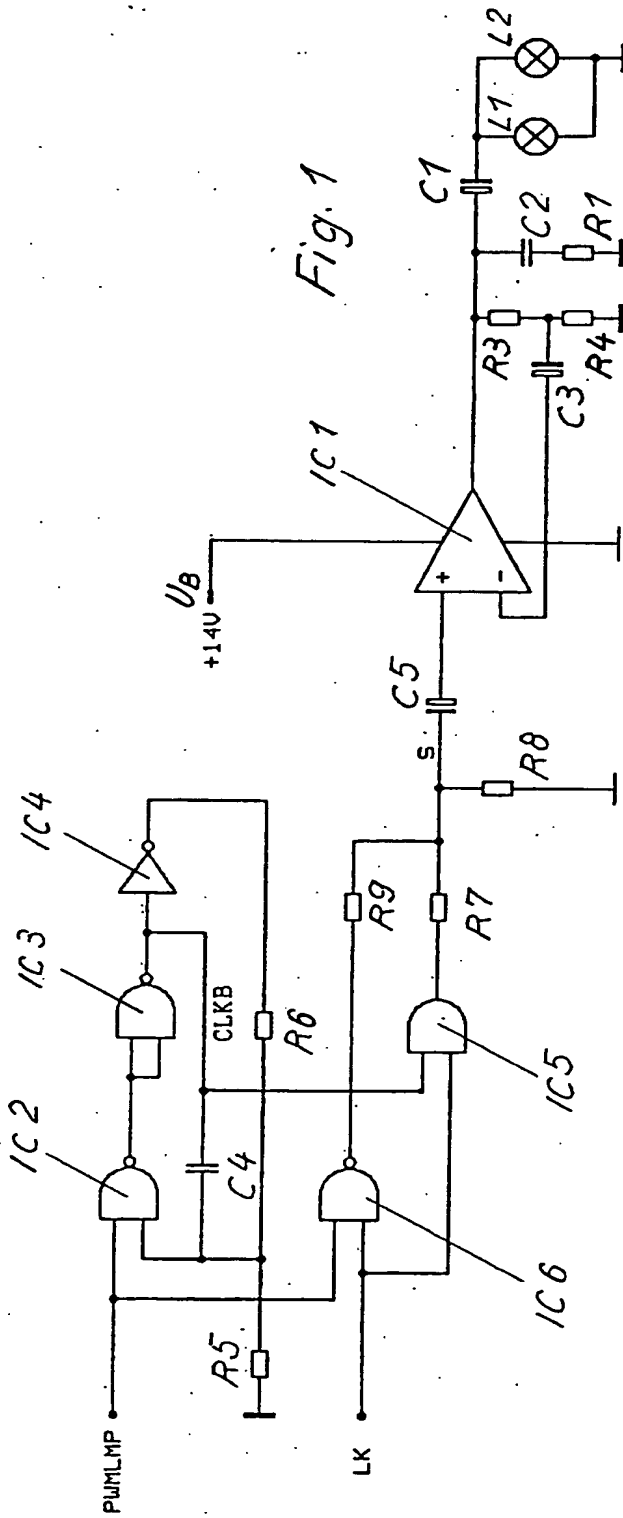 Fig. 1
IC2
IC3
IC4
CLKB
C4
R6
PWMLMP
R5
LK
IC6
IC5
R9
R7
R8
S
C5
UB
+14V
IC1
+
-
R3
C3
R4
C2
R1
C1
L1
L2